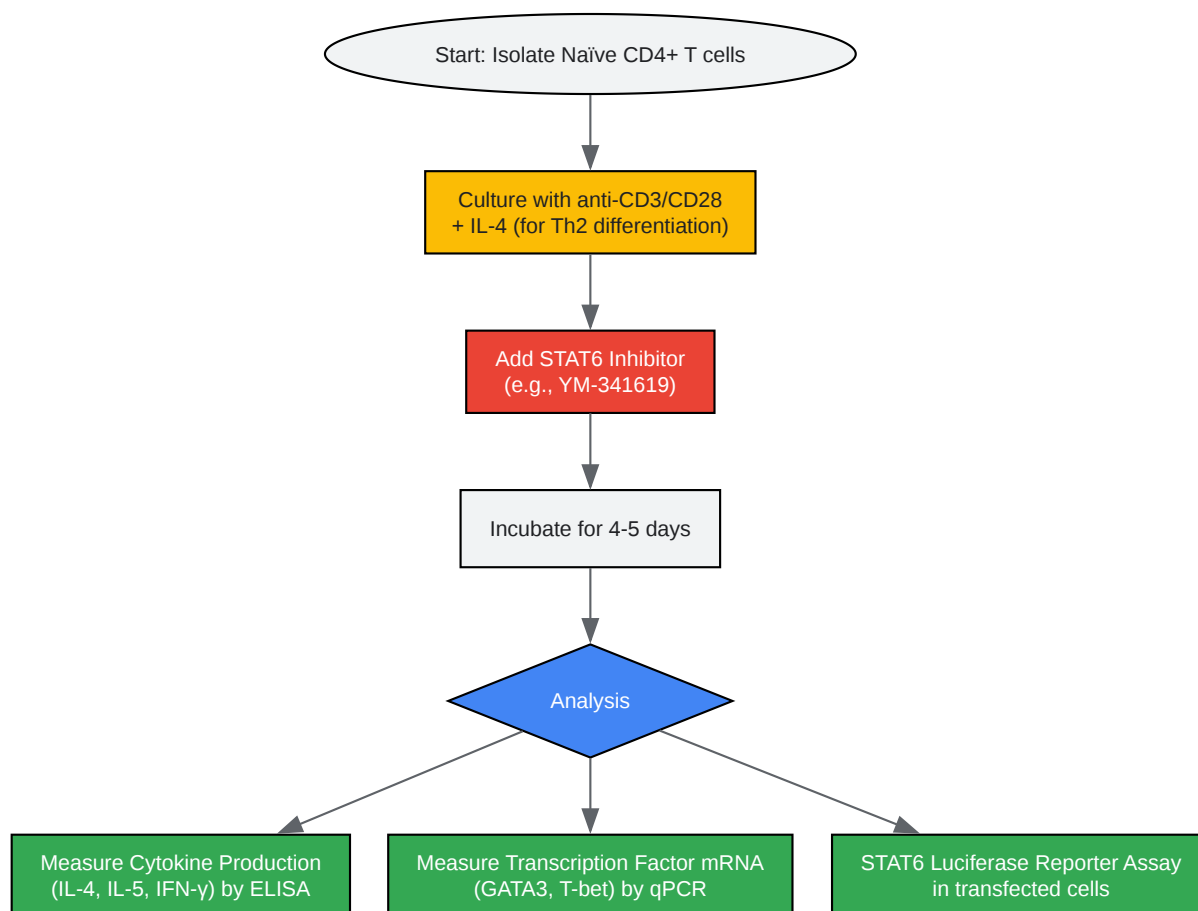 Start: Isolate Naïve CD4+ T cells
Culture with anti-CD3/CD28
+ IL-4 (for Th2 differentiation)
Add STAT6 Inhibitor
(e.g., YM-341619)
Incubate for 4-5 days
Analysis
Measure Cytokine Production
(IL-4, IL-5, IFN-γ) by ELISA
Measure Transcription Factor mRNA
(GATA3, T-bet) by qPCR
STAT6 Luciferase Reporter Assay
in transfected cells